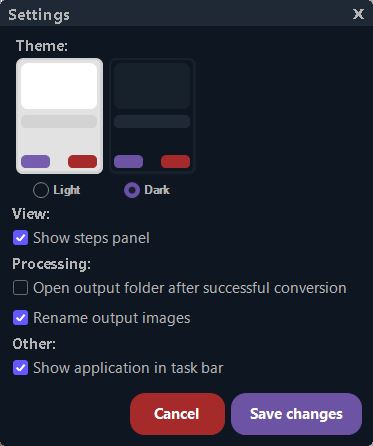 Settings X
Theme:
Light Dark
View:
Show steps panel
Processing:
Open output folder after successful conversion
Rename output images
Other:
Show application in task bar
Cancel Save changes